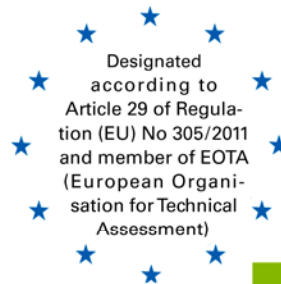 Designated
according to
Article 29 of Regula-
tion (EU) No 305/2011
and member of EOTA
(European Organi-
sation for Technical
Assessment)